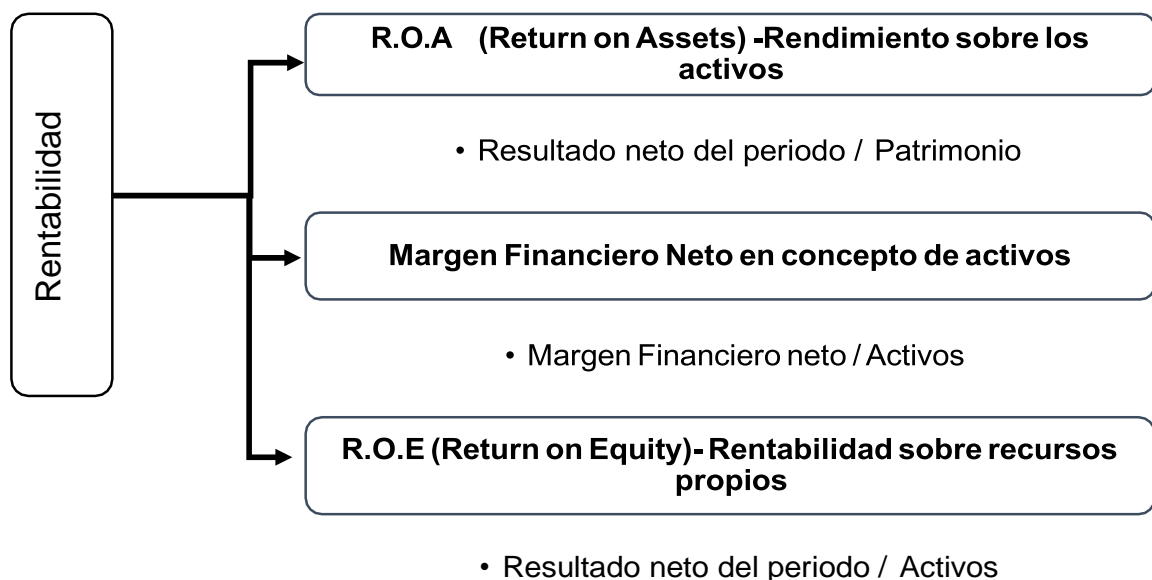 Rentabilidad
R.O.A (Return on Assets) -Rendimiento sobre los
activos
• Resultado neto del periodo / Patrimonio
Margen Financiero Neto en concepto de activos
• Margen Financiero neto / Activos
R.O.E (Return on Equity)- Rentabilidad sobre recursos
propios
• Resultado neto del periodo / Activos